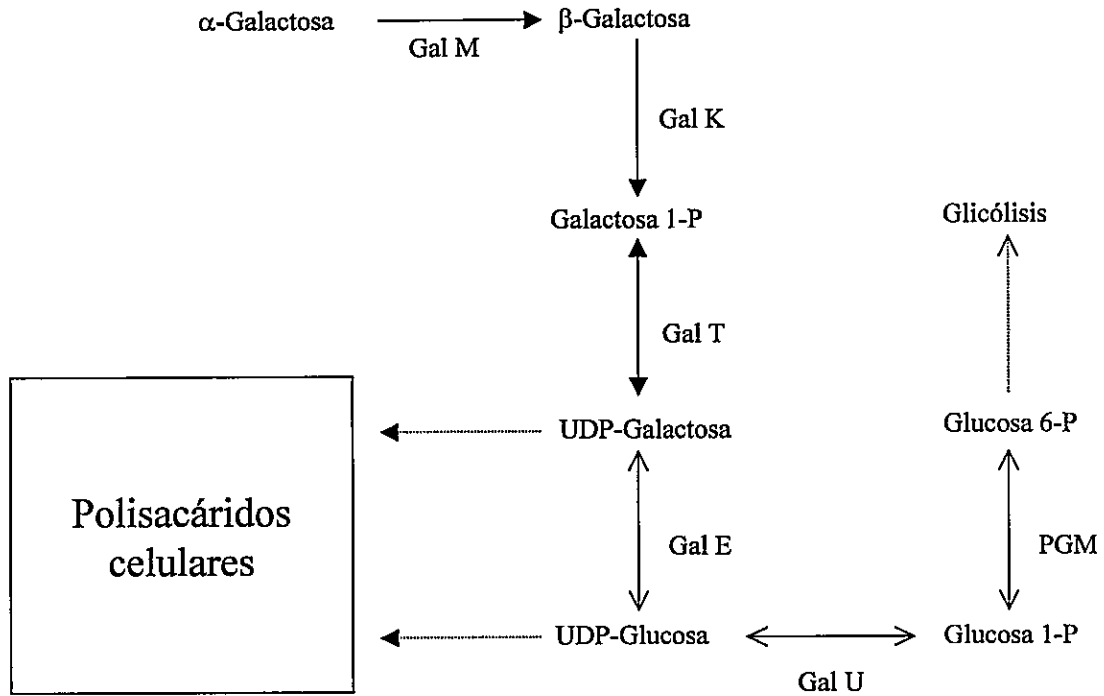 α-Galactosa
β-Galactosa
Gal M
Gal K
Galactosa 1-P
Glicólisis
Gal T
UDP-Galactosa
Glucosa 6-P
Polisacáridos
celulares
Gal E
PGM
UDP-Glucosa
Glucosa 1-P
Gal U